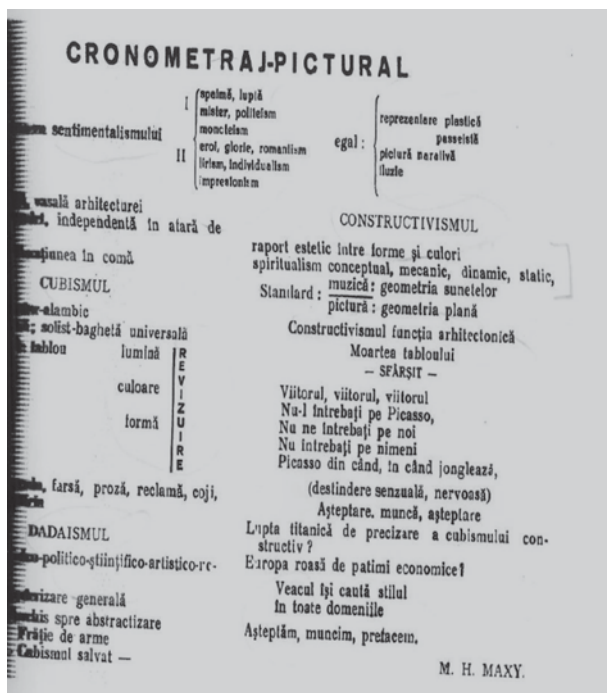 CRONOMETRAJ-PICTURAL
I
spaimă, luptă
mister, politeism
monoteism
sentimentalismului
II
eroi, glorie, romantism
lirism, individualism
impresionism
egal :
reprezentare plastică
paseistă
pictură narativă
iluzie
vasală arhitecturei
independentă in afară de
in comă
CUBISMUL
-alambic
solist-baghetă universală
tablou
lumină
culoare
formă
REVIZUIRE
farsă, proză, reclamă, coji,
DADAISMUL
-politico-științifico-artistico-re-
generală
spre abstractizare
Frăție de arme
Cubismul salvat —
CONSTRUCTIVISMUL
raport estetic intre forme și culori
spiritualism conceptual, mecanic, dinamic, static,
Standard : muzică : geometria sunetelor
pictură : geometria plană
Constructivismul funcția arhitectonică
Moartea tabloului
— SFÂRȘIT —
Viitorul, viitorul, viitorul
Nu-l întrebați pe Picasso,
Nu ne întrebați pe noi
Nu întrebați pe nimeni
Picasso din când, în când jonglează,
(destindere senzuală, nervoasă)
Așteptare. muncă, așteptare
Lupta titanică de precizare a cubismului con-
structiv ?
Europa roasă de patimi economice!
Veacul își caută stilul
în toate domeniile
Așteptăm, muncim, prefacem.
M. H. MAXY.